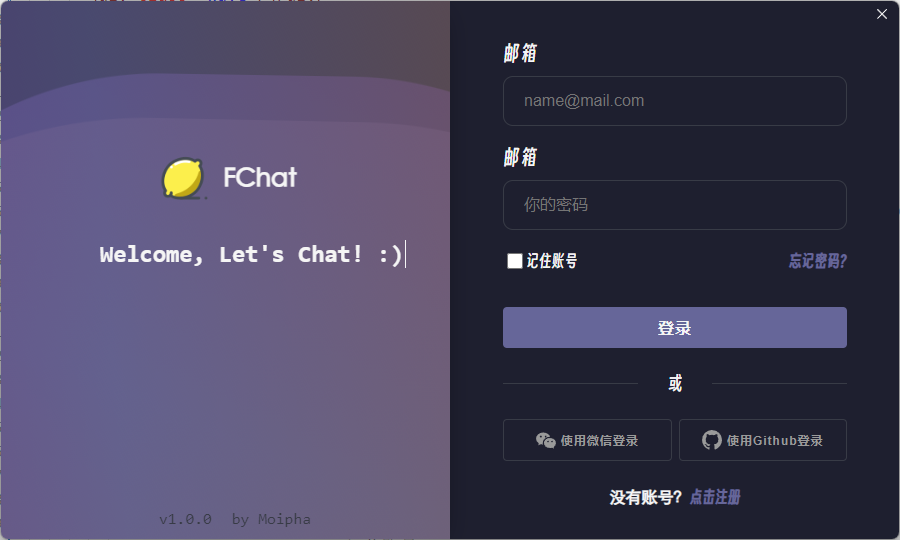 FChat
Welcome, Let's Chat! :)
v1.0.0 by Moipha
邮箱
name@mail.com
邮箱
你的密码
记住账号 忘记密码?
登录
或
使用微信登录 使用Github登录
没有账号? 点击注册